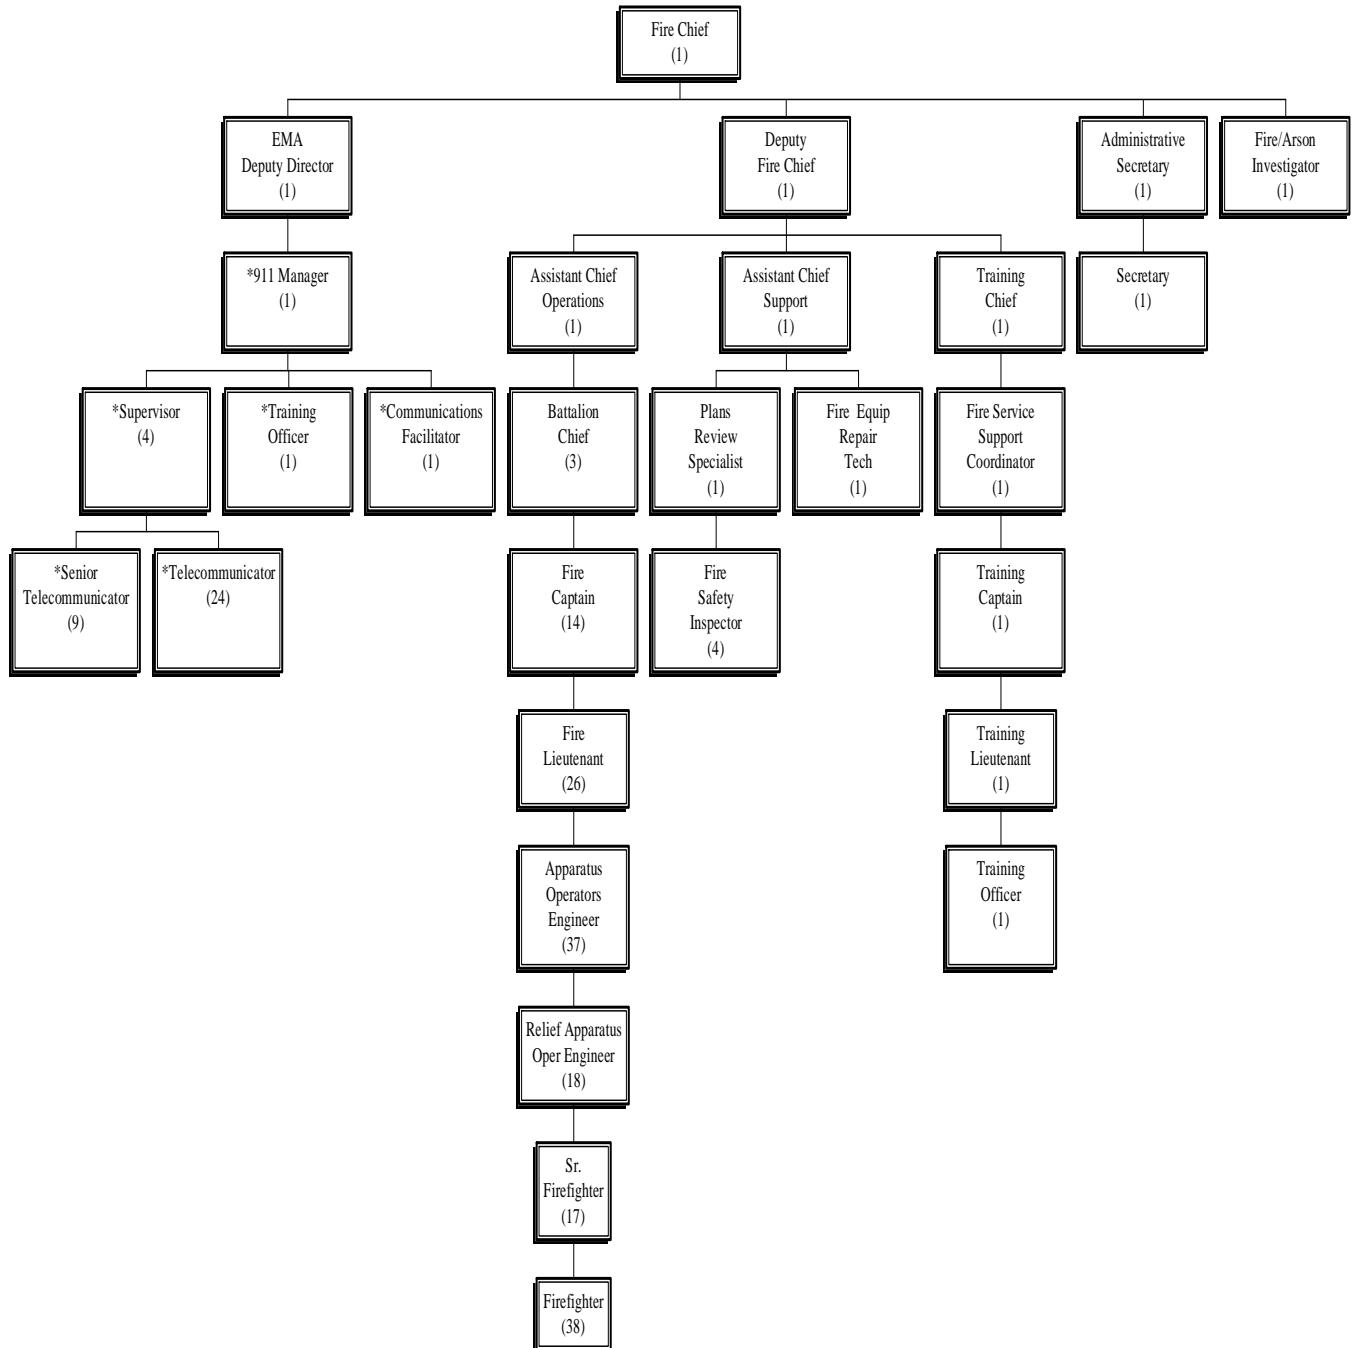 Fire Chief
(1)
EMA
Deputy Director
(1)
Deputy
Fire Chief
(1)
Administrative
Secretary
(1)
Fire/Arson
Investigator
(1)
*911 Manager
(1)
Assistant Chief
Operations
(1)
Assistant Chief
Support
(1)
Training
Chief
(1)
Secretary
(1)
*Supervisor
(4)
*Training
Officer
(1)
*Communications
Facilitator
(1)
Battalion
Chief
(3)
Plans
Review
Specialist
(1)
Fire Equip
Repair
Tech
(1)
Fire Service
Support
Coordinator
(1)
*Senior
Telecommunicator
(9)
*Telecommunicator
(24)
Fire
Captain
(14)
Fire
Safety
Inspector
(4)
Training
Captain
(1)
Fire
Lieutenant
(26)
Training
Lieutenant
(1)
Apparatus
Operators
Engineer
(37)
Training
Officer
(1)
Relief Apparatus
Oper Engineer
(18)
Sr.
Firefighter
(17)
Firefighter
(38)